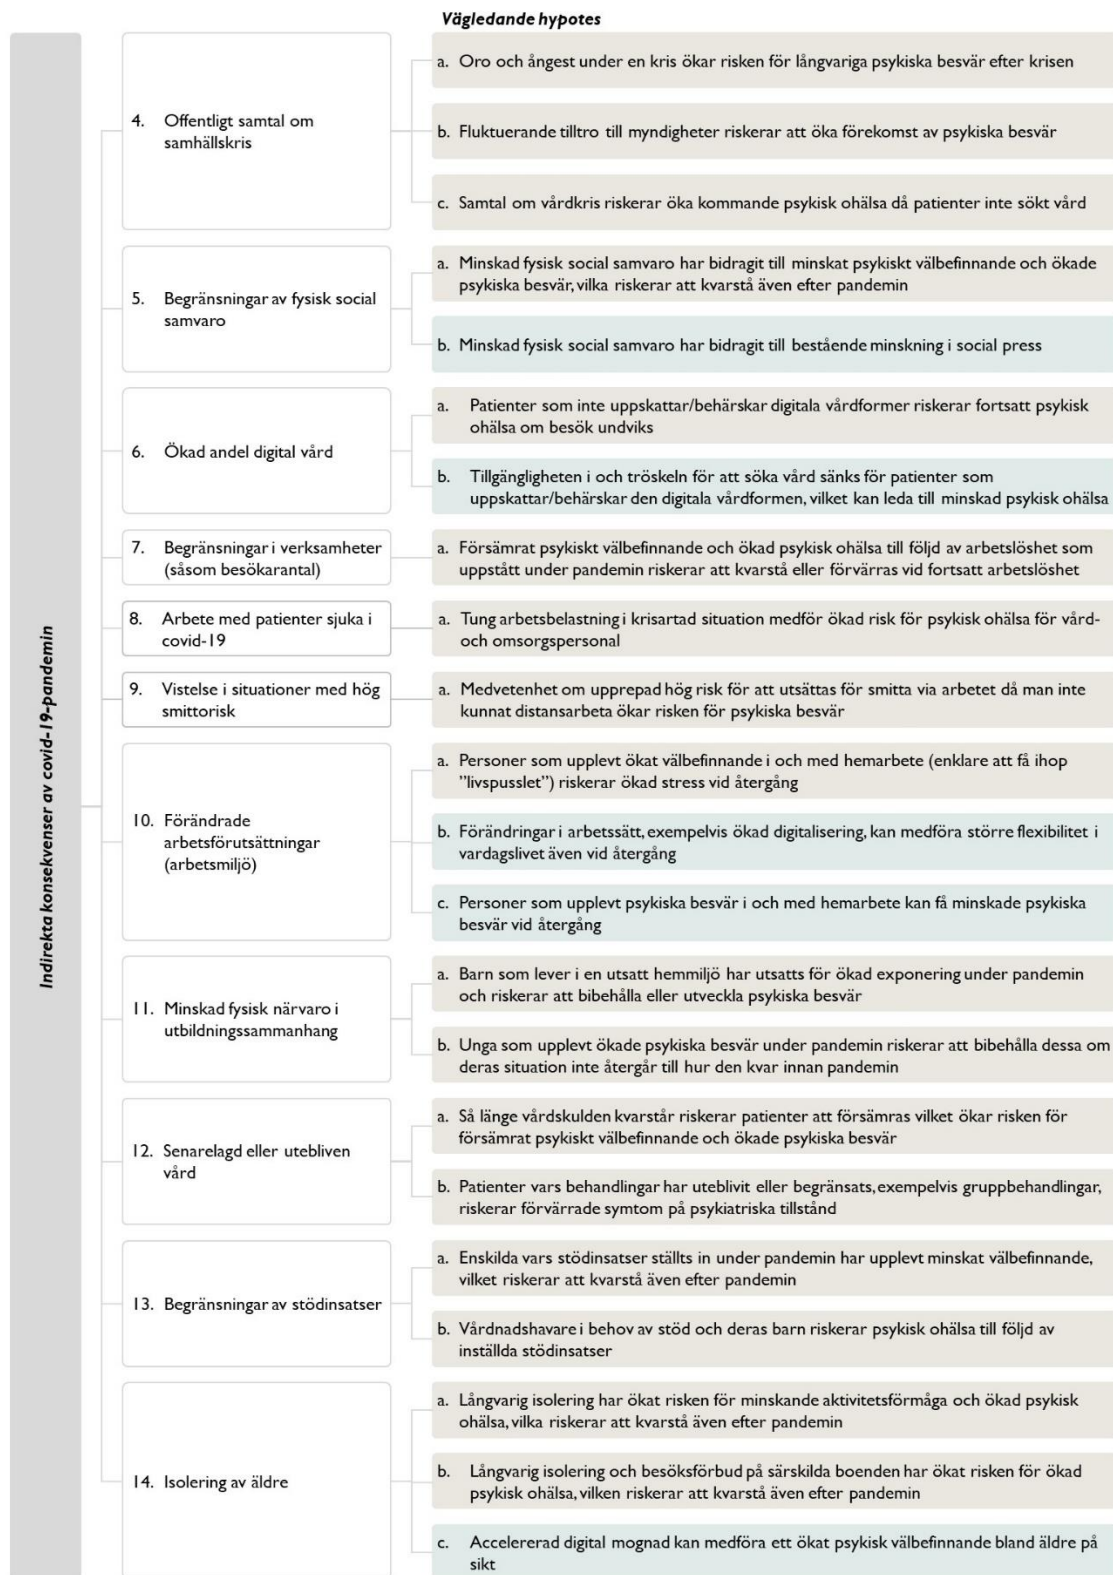 Vägledande hypotes
Indirekta konsekvenser av covid-19-pandemin
4. Offentligt samtal om
samhällskris
a. Oro och ångest under en kris ökar risken för långvariga psykiska besvär efter krisen
b. Fluktuerande tilltro till myndigheter riskerar att öka förekomst av psykiska besvär
c. Samtal om vårdkris riskerar öka kommande psykisk ohälsa då patienter inte sökt vård
5. Begränsningar av fysisk social
samvaro
a. Minskad fysisk social samvaro har bidragit till minskat psykiskt välbefinnande och ökade
psykiska besvär, vilka riskerar att kvarstå även efter pandemin
b. Minskad fysisk social samvaro har bidragit till bestående minskning i social press
6. Ökad andel digital vård
a. Patienter som inte uppskattar/behärskar digitala vårdformer riskerar fortsatt psykisk
ohälsa om besök undviks
b. Tillgängligheten i och tröskeln för att söka vård sänks för patienter som
uppskattar/behärskar den digitala vårdformen, vilket kan leda till minskad psykisk ohälsa
7. Begränsningar i verksamheter
(såsom besökarantal)
a. Försämrat psykiskt välbefinnande och ökad psykisk ohälsa till följd av arbetslöshet som
uppstått under pandemin riskerar att kvarstå eller förvärras vid fortsatt arbetslöshet
8. Arbete med patienter sjuka i
covid-19
a. Tung arbetsbelastning i krisartad situation medför ökad risk för psykisk ohälsa för vård-
och omsorgspersonal
9. Vistelse i situationer med hög
smittorisk
a. Medvetenhet om upprepad hög risk för att utsättas för smitta via arbetet då man inte
kunnat distansarbeta ökar risken för psykiska besvär
10. Förändrade
arbetsförutsättningar
(arbetsmiljö)
a. Personer som upplevt ökat välbefinnande i och med hemarbete (enklare att få ihop
”livspusslet”) riskerar ökad stress vid återgång
b. Förändringar i arbetssätt, exempelvis ökad digitalisering, kan medföra större flexibilitet i
vardagslivet även vid återgång
c. Personer som upplevt psykiska besvär i och med hemarbete kan få minskade psykiska
besvär vid återgång
11. Minskad fysisk närvaro i
utbildningssammanhang
a. Barn som lever i en utsatt hemmiljö har utsatts för ökad exponering under pandemin
och riskerar att bibehålla eller utveckla psykiska besvär
b. Unga som upplevt ökade psykiska besvär under pandemin riskerar att bibehålla dessa om
deras situation inte återgår till hur den kvar innan pandemin
12. Senarelagd eller utebliven
vård
a. Så länge vårdskulden kvarstår riskerar patienter att försämras vilket ökar risken för
försämrat psykiskt välbefinnande och ökade psykiska besvär
b. Patienter vars behandlingar har uteblivit eller begränsats, exempelvis gruppbehandlingar,
riskerar förvärrade symtom på psykiatriska tillstånd
13. Begränsningar av stödinsatser
a. Enskilda vars stödinsatser ställts in under pandemin har upplevt minskat välbefinnande,
vilket riskerar att kvarstå även efter pandemin
b. Vårdnadshavare i behov av stöd och deras barn riskerar psykisk ohälsa till följd av
inställda stödinsatser
14. Isolering av äldre
a. Långvarig isolering har ökat risken för minskande aktivitetsförmåga och ökad psykisk
ohälsa, vilka riskerar att kvarstå även efter pandemin
b. Långvarig isolering och besöksförbud på särskilda boenden har ökat risken för ökad
psykisk ohälsa, vilken riskerar att kvarstå även efter pandemin
c. Accelererad digital mognad kan medföra ett ökat psykisk välbefinnande bland äldre på
sikt